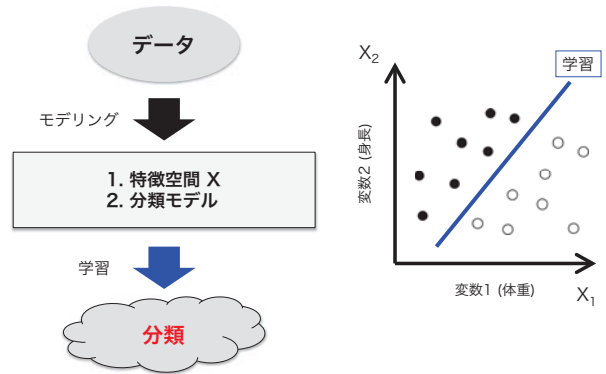 データ
モデリング
1. 特徴空間 X
2. 分類モデル
学習
分類
X2
学習
変数2 (身長)
変数1 (体重)
X1